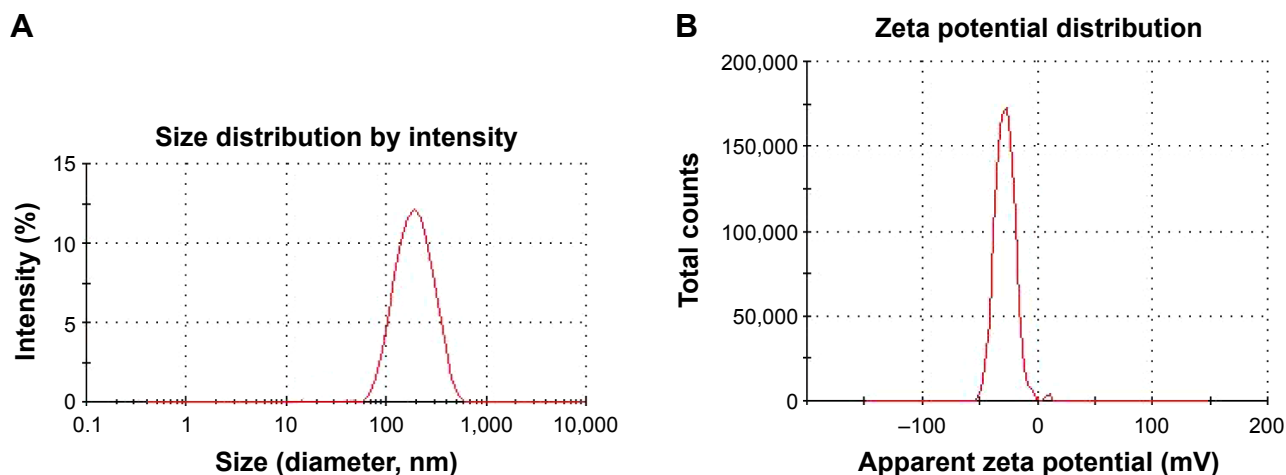 A
Size distribution by intensity
Intensity (%)
15
10
5
0
0.1 1 10 100 1,000 10,000
Size (diameter, nm)
B
Zeta potential distribution
Total counts
200,000
150,000
100,000
50,000
0
–100 0 100 200
Apparent zeta potential (mV)